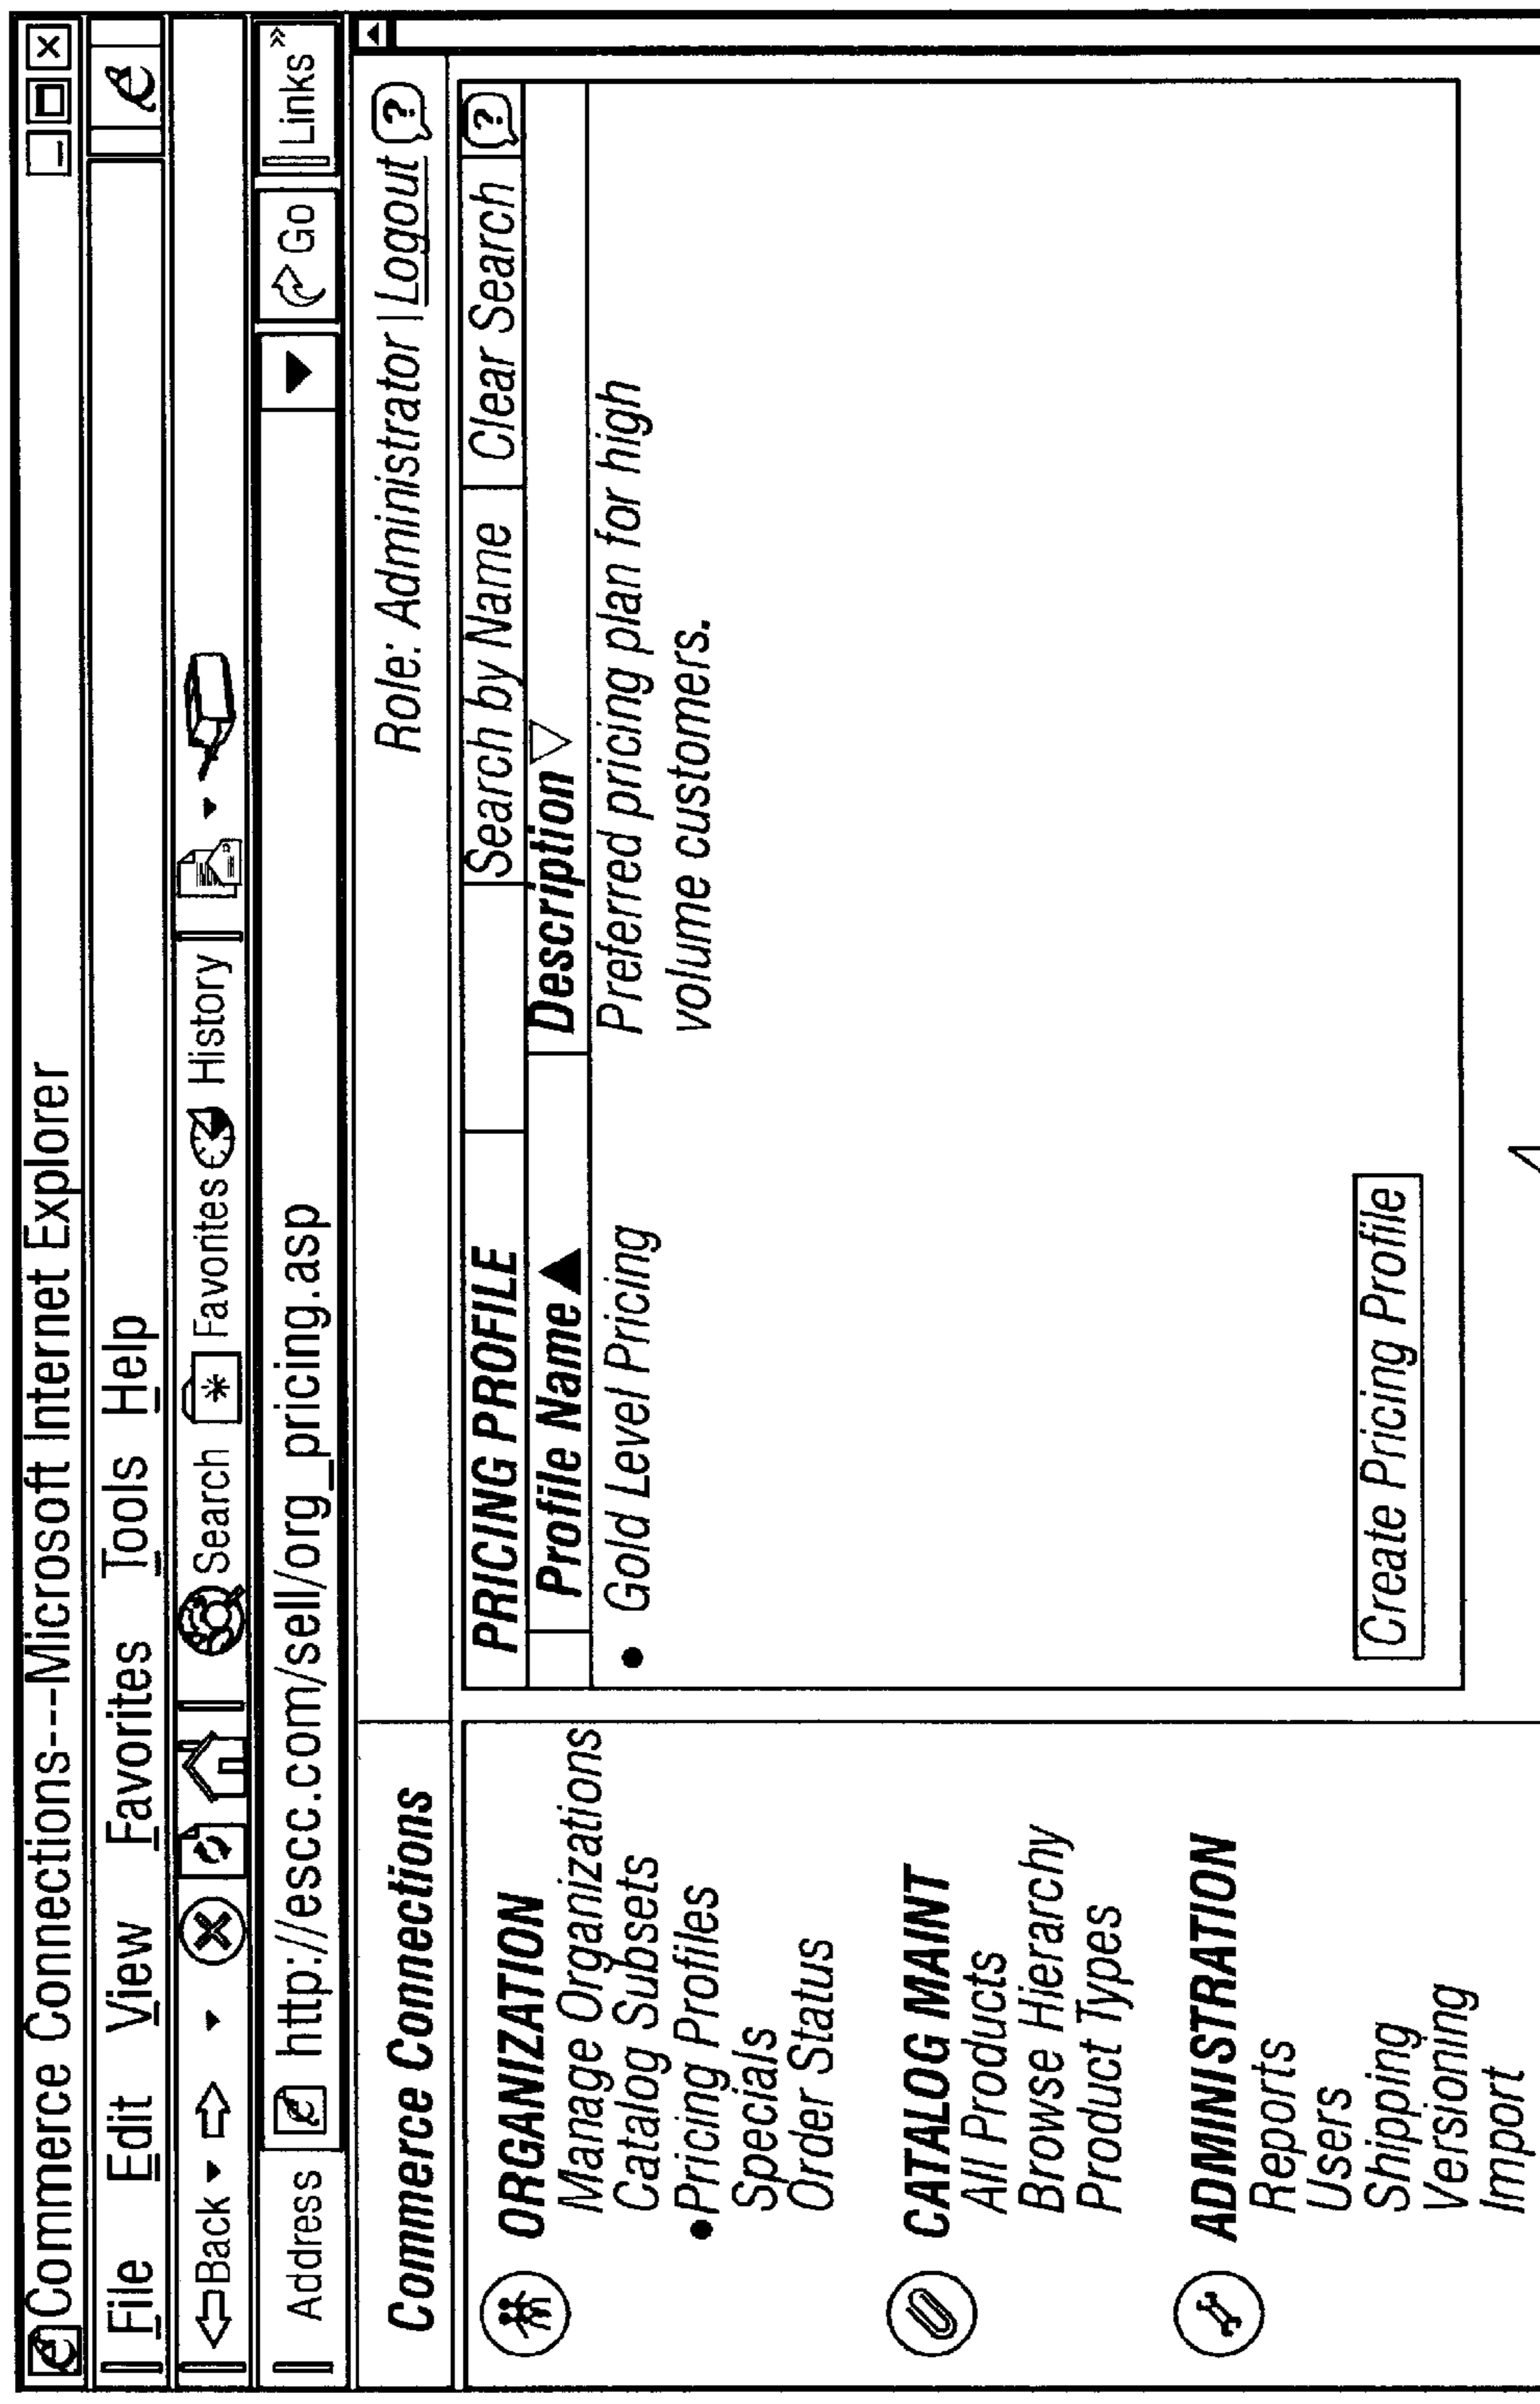 Commerce Connections---Microsoft Internet Explorer
File Edit View Favorites Tools Help
Back Search Favorites History
Address http://escc.com/sell/org_pricing.asp Go Links »
Commerce Connections Role: Administrator | Logout ?
ORGANIZATION
Manage Organizations
Catalog Subsets
•Pricing Profiles
Specials
Order Status
CATALOG MAINT
All Products
Browse Hierarchy
Product Types
ADMINISTRATION
Reports
Users
Shipping
Versioning
Import
PRICING PROFILE Search by Name Clear Search ?
Profile Name ▲ Description ▽
• Gold Level Pricing Preferred pricing plan for high
volume customers.
Create Pricing Profile